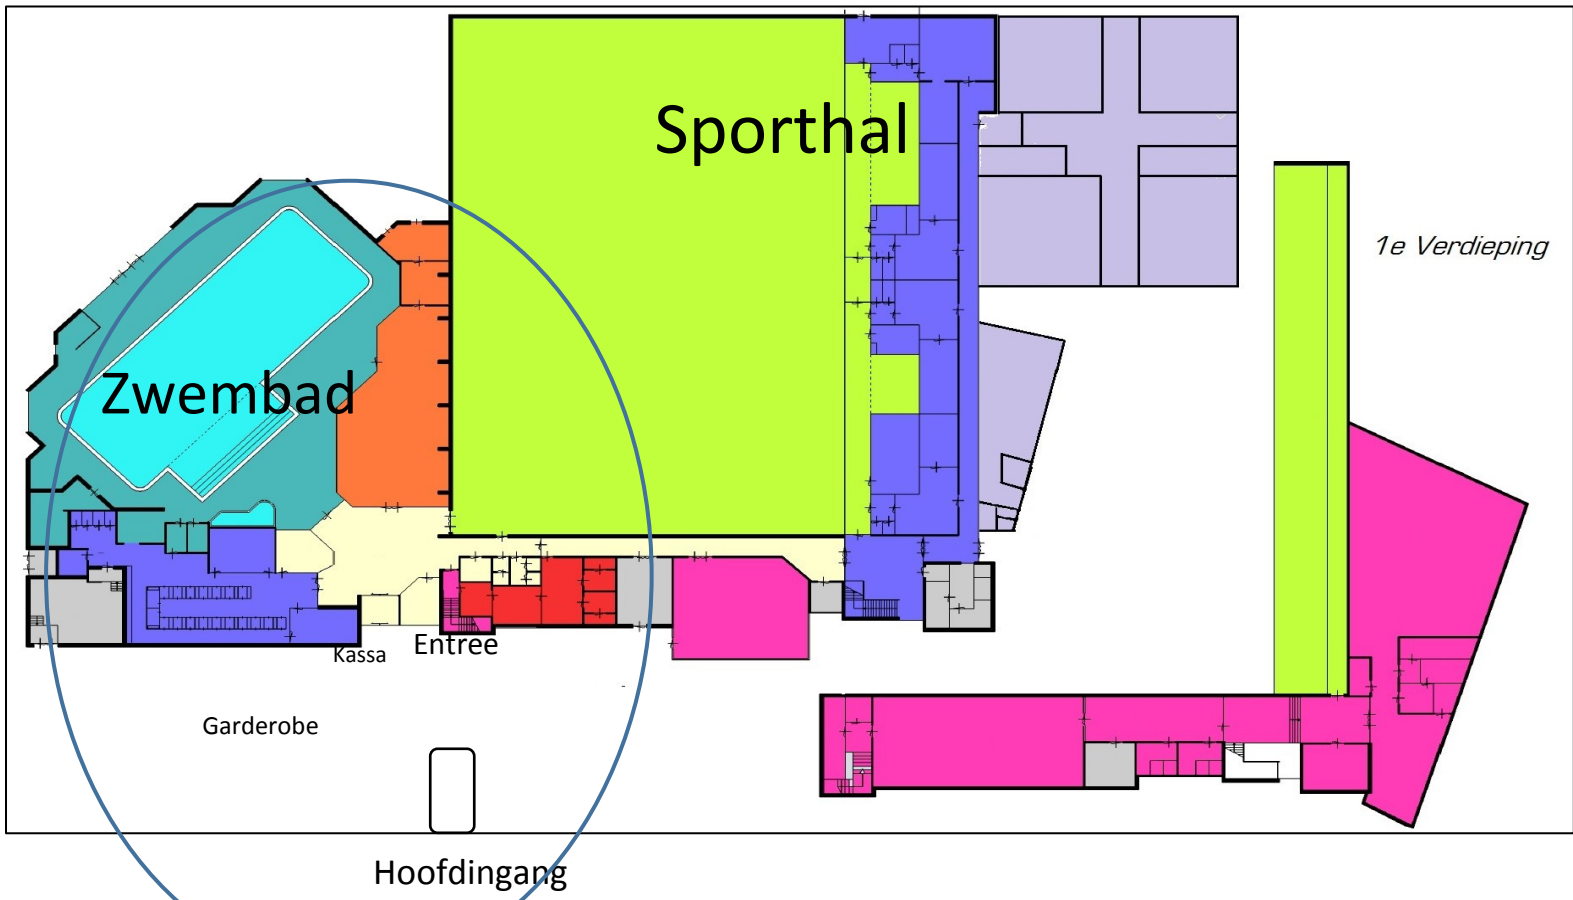 Sporthal
1e Verdieping
Zwembad
Entree
Kassa
Garderobe
Hoofdingang